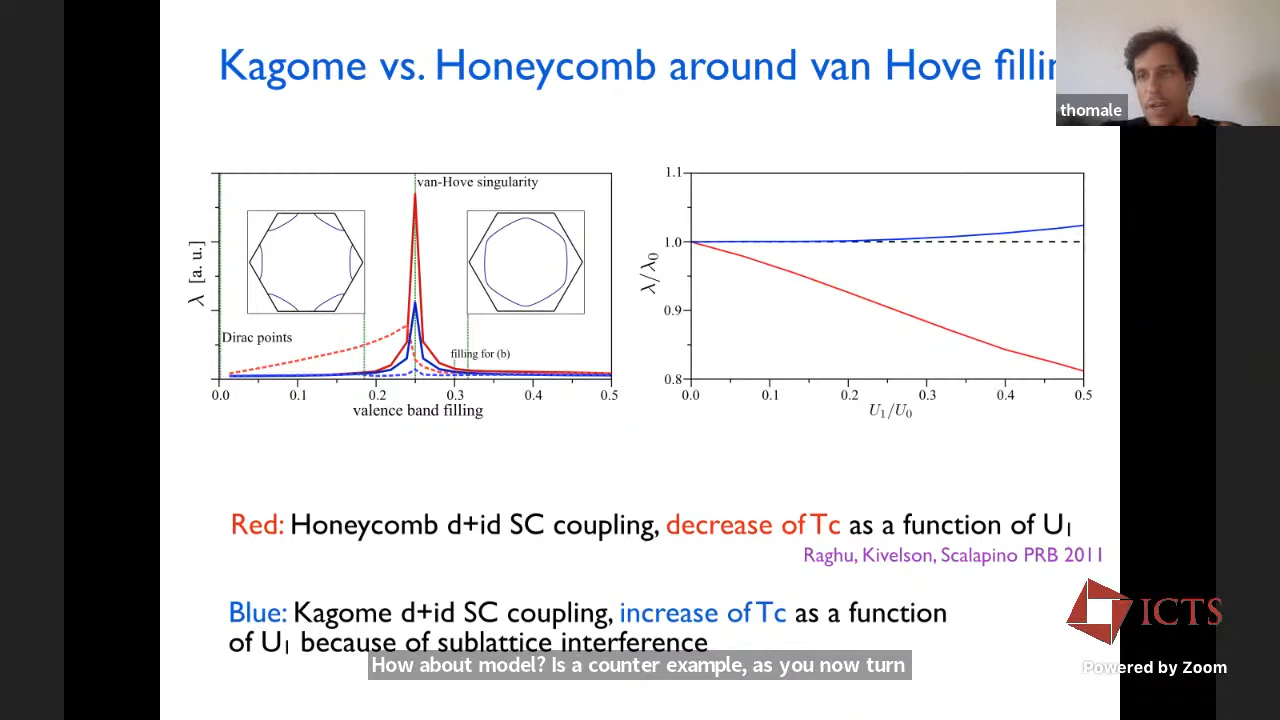 Kagome vs. Honeycomb around van Hove fillin
thomale
van-Hove singularity
λ [a. u.]
Dirac points
filling for (b)
0.0 0.1 0.2 0.3 0.4 0.5
valence band filling
1.1
1.0
λ/λ0
0.9
0.8
0.0 0.1 0.2 0.3 0.4 0.5
U1/U0
Red: Honeycomb d+id SC coupling, decrease of Tc as a function of U1
Raghu, Kivelson, Scalapino PRB 2011
Blue: Kagome d+id SC coupling, increase of Tc as a function
of U1 because of sublattice interference
ICTS
How about model? Is a counter example, as you now turn
Powered by Zoom